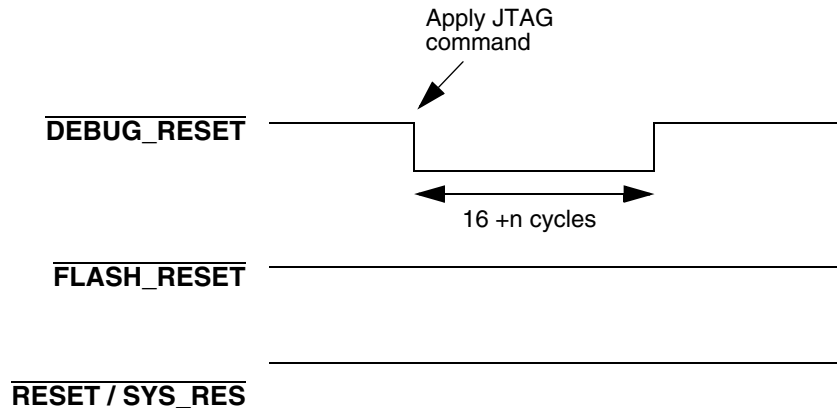 Apply JTAG
command
DEBUG_RESET
16 +n cycles
FLASH_RESET
RESET / SYS_RES